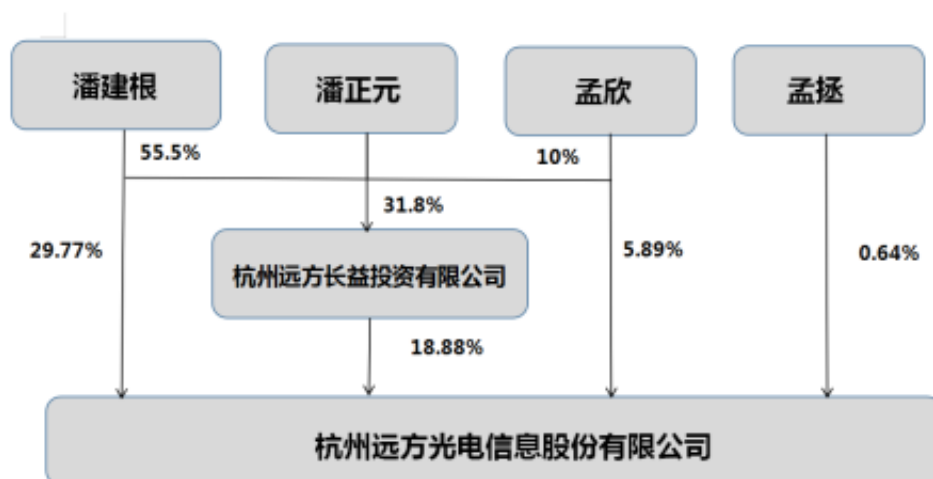 潘建根
潘正元
孟欣
孟拯
55.5%
10%
31.8%
29.77%
5.89%
0.64%
杭州远方长益投资有限公司
18.88%
杭州远方光电信息股份有限公司